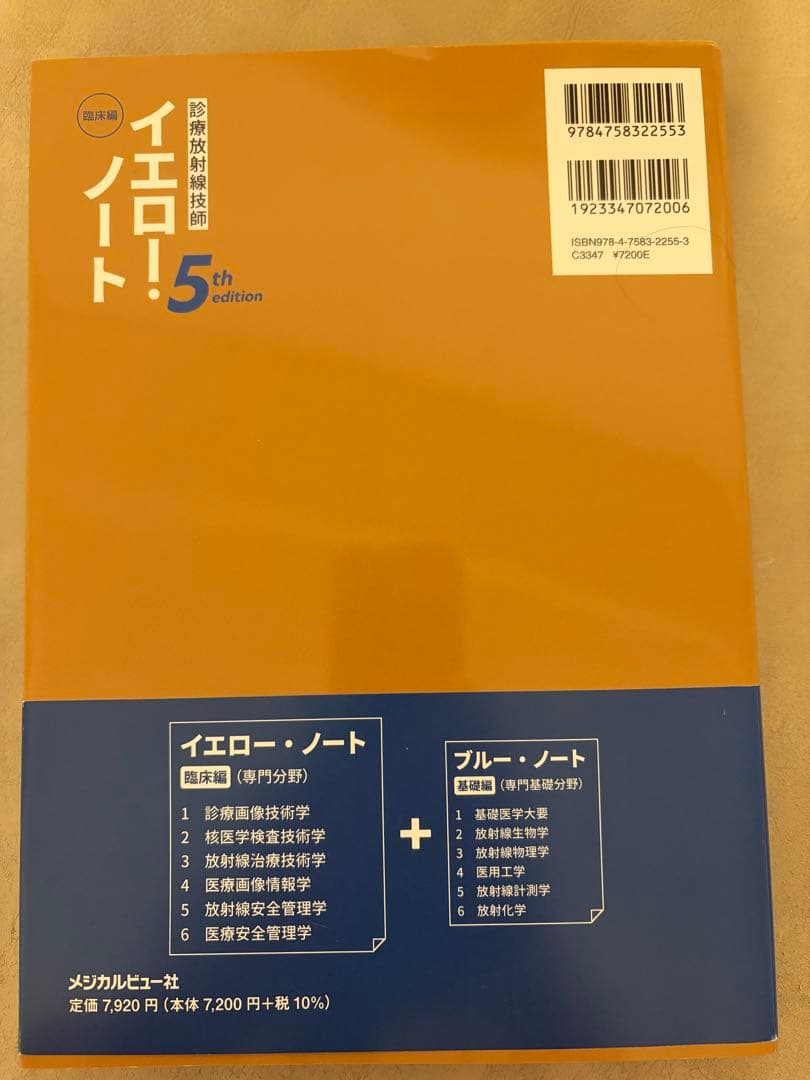 臨床編
診療放射線技師
イエロー・
ノート
5th
edition
9784758322553
1923347072006
ISBN978-4-7583-2255-3
C3347 ¥7200E
イエロー・ノート
臨床編（専門分野）
1 診療画像技術学
2 核医学検査技術学
3 放射線治療技術学
4 医療画像情報学
5 放射線安全管理学
6 医療安全管理学
+
ブルー・ノート
基礎編（専門基礎分野）
1 基礎医学大要
2 放射線生物学
3 放射線物理学
4 医用工学
5 放射線計測学
6 放射化学
メジカルビュー社
定価 7,920 円（本体 7,200 円＋税 10%）